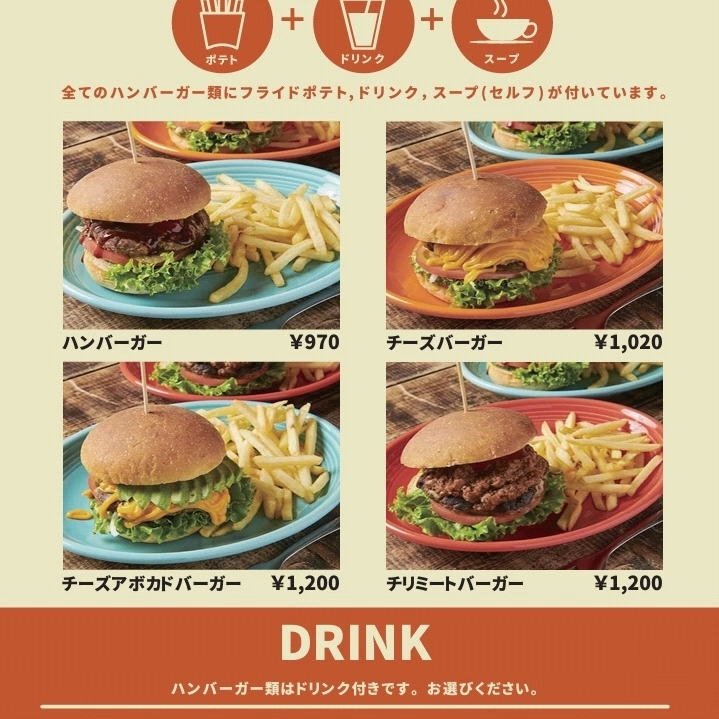 ポテト + ドリンク + スープ
全てのハンバーガー類にフライドポテト,ドリンク,スープ(セルフ)が付いています。
ハンバーガー ¥970
チーズバーガー ¥1,020
チーズアボカドバーガー ¥1,200
チリミートバーガー ¥1,200
DRINK
ハンバーガー類はドリンク付きです。お選びください。